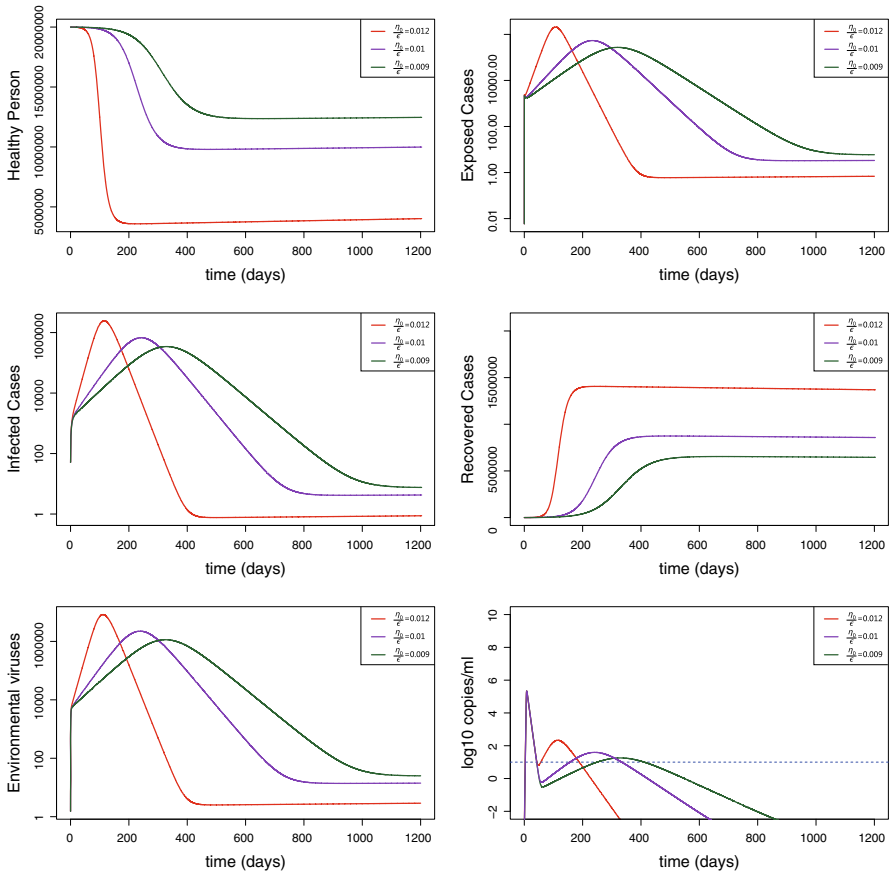 Healthy Person
20000000
15000000
10000000
5000000
η₀/ϵ=0.012
η₀/ϵ=0.01
η₀/ϵ=0.009
0 200 400 600 800 1000 1200
time (days)
Exposed Cases
10000.00
100.00
1.00
0.01
η₀/ϵ=0.012
η₀/ϵ=0.01
η₀/ϵ=0.009
0 200 400 600 800 1000 1200
time (days)
Infected Cases
1000000
10000
100
1
η₀/ϵ=0.012
η₀/ϵ=0.01
η₀/ϵ=0.009
0 200 400 600 800 1000 1200
time (days)
Recovered Cases
15000000
5000000
0
η₀/ϵ=0.012
η₀/ϵ=0.01
η₀/ϵ=0.009
0 200 400 600 800 1000 1200
time (days)
Environmental viruses
1000000
10000
100
1
η₀/ϵ=0.012
η₀/ϵ=0.01
η₀/ϵ=0.009
0 200 400 600 800 1000 1200
time (days)
log10 copies/ml
10
8
6
4
2
0
−2
η₀/ϵ=0.012
η₀/ϵ=0.01
η₀/ϵ=0.009
0 200 400 600 800 1000 1200
time (days)